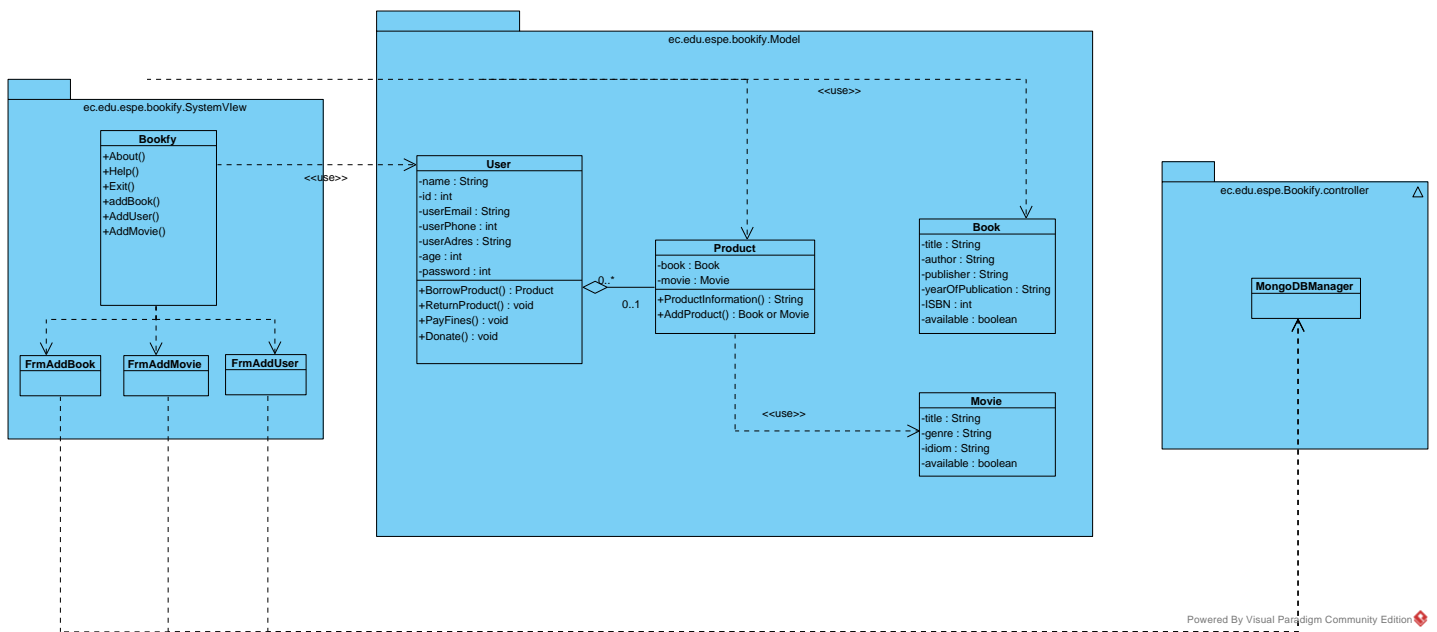 ec.edu.espe.bookify.Model
<<use>>
ec.edu.espe.bookify.SystemVIew
Bookfy
+About()
+Help()
+Exit()
+addBook()
+AddUser()
+AddMovie()
<<use>>
FrmAddBook
FrmAddMovie
FrmAddUser
User
-name : String
-id : int
-userEmail : String
-userPhone : int
-userAdres : String
-age : int
-password : int
+BorrowProduct() : Product
+ReturnProduct() : void
+PayFines() : void
+Donate() : void
0..*
0..1
Product
-book : Book
-movie : Movie
+ProductInformation() : String
+AddProduct() : Book or Movie
<<use>>
Book
-title : String
-author : String
-publisher : String
-yearOfPublication : String
-ISBN : int
-available : boolean
Movie
-title : String
-genre : String
-idiom : String
-available : boolean
ec.edu.espe.Bookify.controller
MongoDBManager
Powered By Visual Paradigm Community Edition